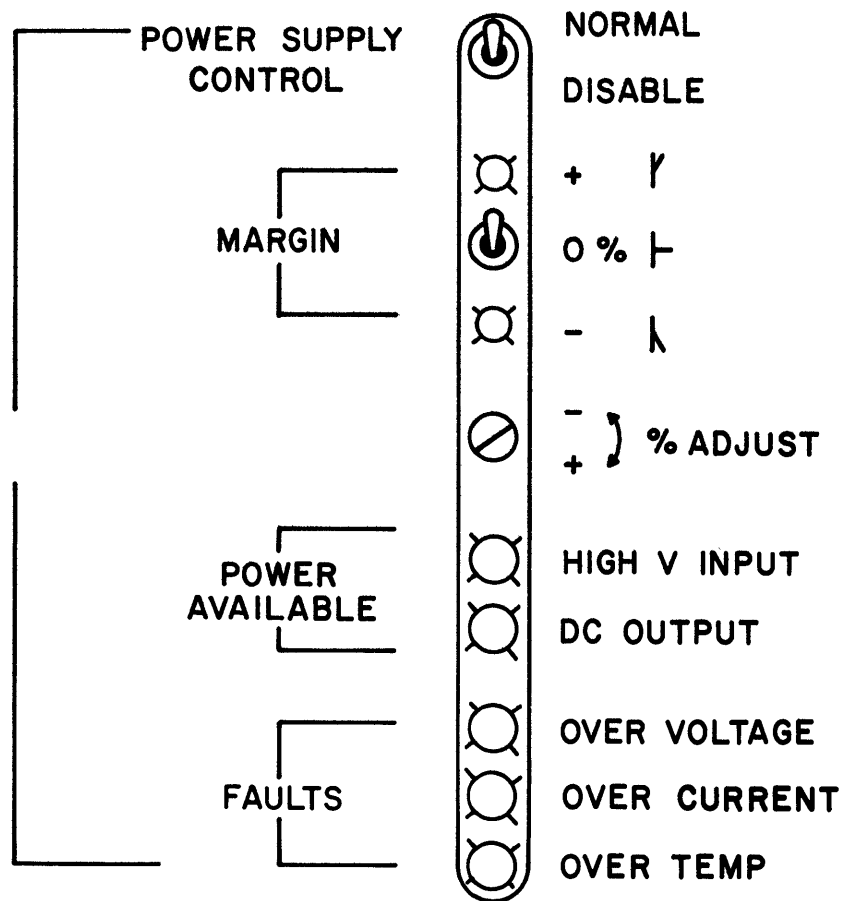 POWER SUPPLY
CONTROL
NORMAL
DISABLE
MARGIN
+
0 %
-
-
+
% ADJUST
POWER
AVAILABLE
HIGH V INPUT
DC OUTPUT
FAULTS
OVER VOLTAGE
OVER CURRENT
OVER TEMP